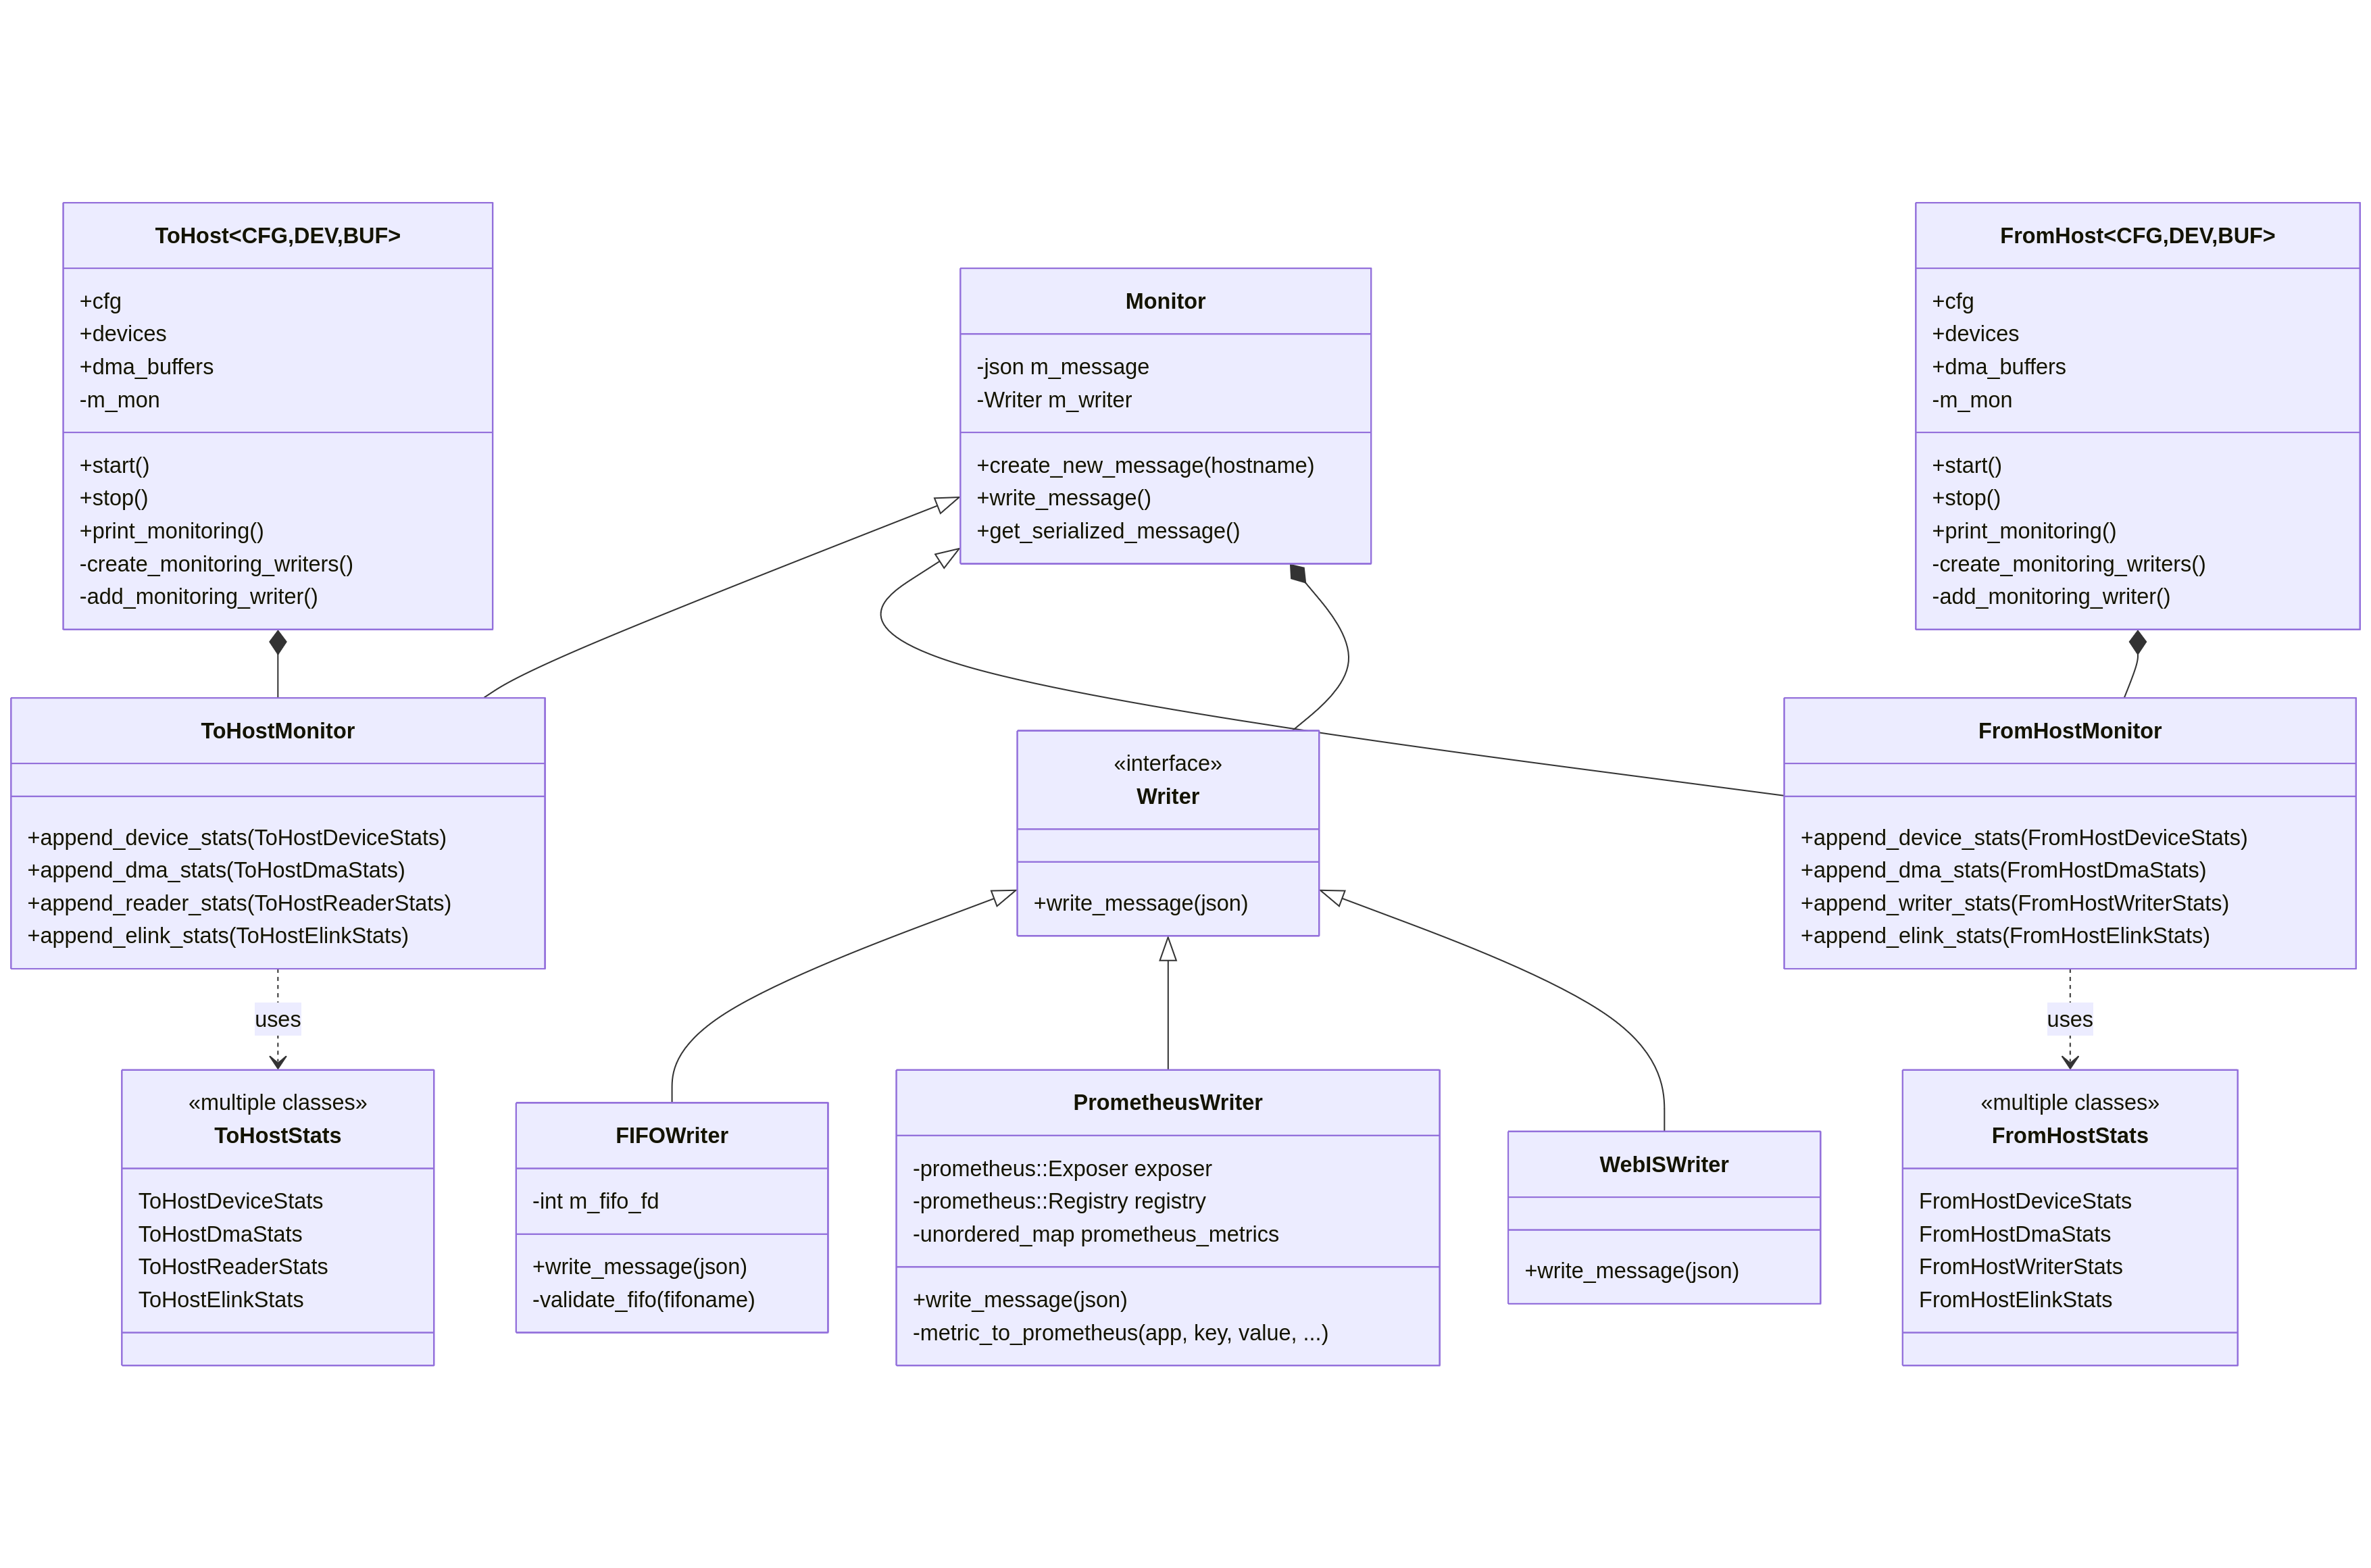 ToHost<CFG,DEV,BUF>
+cfg
+devices
+dma_buffers
-m_mon
+start()
+stop()
+print_monitoring()
-create_monitoring_writers()
-add_monitoring_writer()
Monitor
-json m_message
-Writer m_writer
+create_new_message(hostname)
+write_message()
+get_serialized_message()
FromHost<CFG,DEV,BUF>
+cfg
+devices
+dma_buffers
-m_mon
+start()
+stop()
+print_monitoring()
-create_monitoring_writers()
-add_monitoring_writer()
ToHostMonitor
+append_device_stats(ToHostDeviceStats)
+append_dma_stats(ToHostDmaStats)
+append_reader_stats(ToHostReaderStats)
+append_elink_stats(ToHostElinkStats)
«interface»
Writer
+write_message(json)
FromHostMonitor
+append_device_stats(FromHostDeviceStats)
+append_dma_stats(FromHostDmaStats)
+append_writer_stats(FromHostWriterStats)
+append_elink_stats(FromHostElinkStats)
uses
uses
«multiple classes»
ToHostStats
ToHostDeviceStats
ToHostDmaStats
ToHostReaderStats
ToHostElinkStats
FIFOWriter
-int m_fifo_fd
+write_message(json)
-validate_fifo(fifoname)
PrometheusWriter
-prometheus::Exposer exposer
-prometheus::Registry registry
-unordered_map prometheus_metrics
+write_message(json)
-metric_to_prometheus(app, key, value, ...)
WebISWriter
+write_message(json)
«multiple classes»
FromHostStats
FromHostDeviceStats
FromHostDmaStats
FromHostWriterStats
FromHostElinkStats